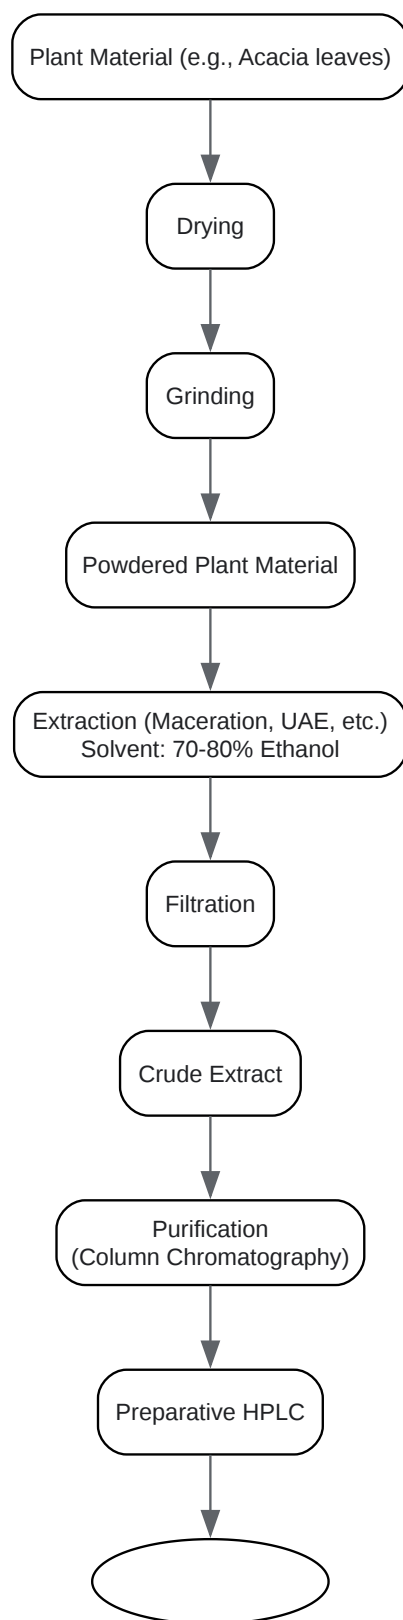 Plant Material (e.g., Acacia leaves)
Drying
Grinding
Powdered Plant Material
Extraction (Maceration, UAE, etc.)
Solvent: 70-80% Ethanol
Filtration
Crude Extract
Purification
(Column Chromatography)
Preparative HPLC